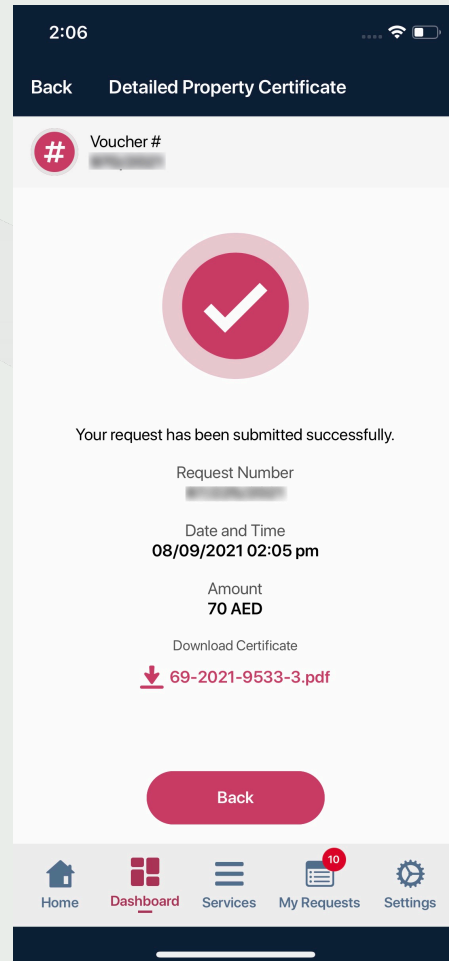 2:06
Back Detailed Property Certificate
#
Voucher #
Your request has been submitted successfully.
Request Number
Date and Time
08/09/2021 02:05 pm
Amount
70 AED
Download Certificate
69-2021-9533-3.pdf
Back
10
Home Dashboard Services My Requests Settings